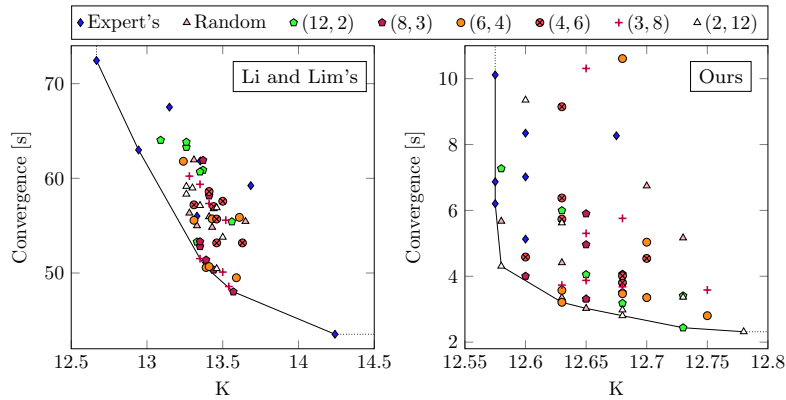 Expert's Random (12, 2) (8, 3) (6, 4) (4, 6) (3, 8) (2, 12)
Li and Lim's
Convergence [s]
70
60
50
12.5 13 13.5 14 14.5
K
Ours
Convergence [s]
10
8
6
4
2
12.55 12.6 12.65 12.7 12.75 12.8
K